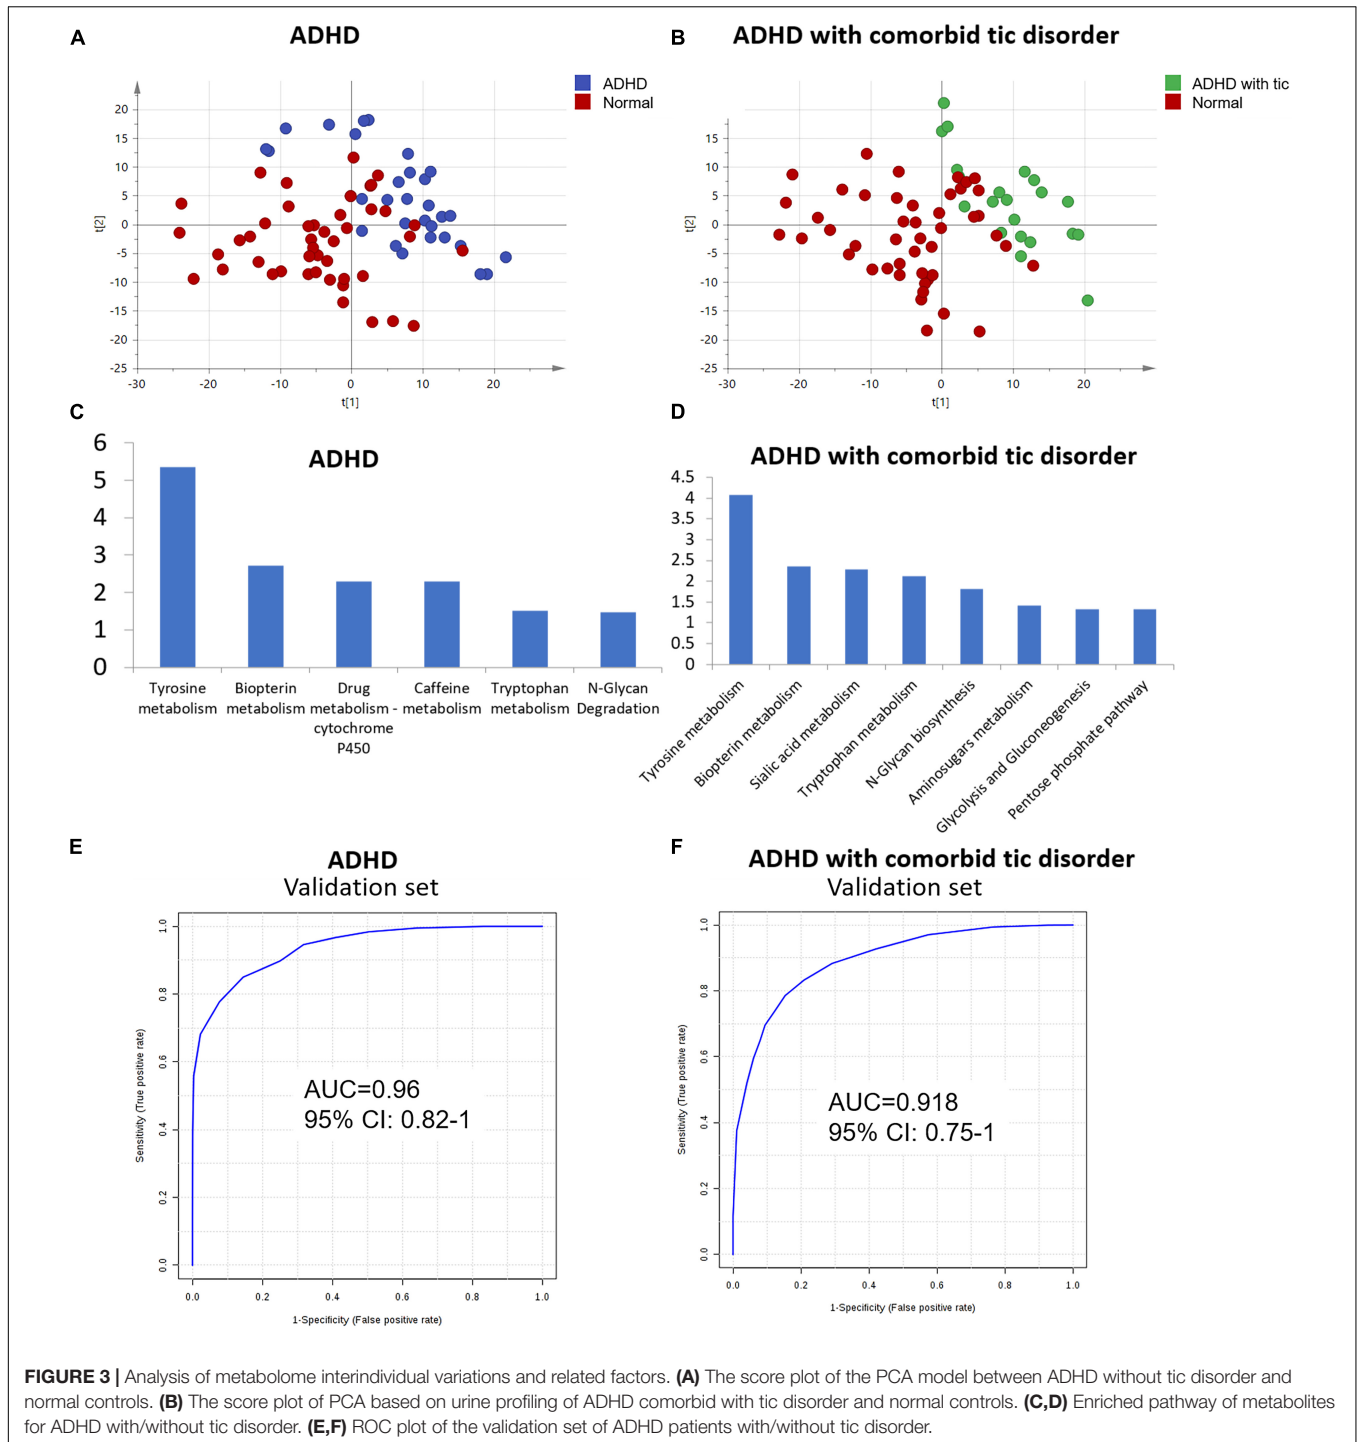 A
ADHD
ADHD
Normal
20
15
10
5
0
-5
-10
-15
-20
-25
t[2]
-30
-20
-10
0
10
20
t[1]
B
ADHD with comorbid tic disorder
ADHD with tic
Normal
20
15
10
5
0
-5
-10
-15
-20
-25
t[2]
-30
-20
-10
0
10
20
t[1]
C
ADHD
6
5
4
3
2
1
0
Tyrosine metabolism
Biopterin metabolism
Drug metabolism - cytochrome P450
Caffeine metabolism
Tryptophan metabolism
N-Glycan Degradation
D
ADHD with comorbid tic disorder
4.5
4
3.5
3
2.5
2
1.5
1
0.5
0
Tyrosine metabolism
Biopterin metabolism
Sialic acid metabolism
Tryptophan metabolism
N-Glycan biosynthesis
Aminosugars metabolism
Glycolysis and Gluconeogenesis
Pentose phosphate pathway
E
ADHD
Validation set
1.0
0.8
0.6
0.4
0.2
0.0
Sensitivity (True positive rate)
AUC=0.96
95% CI: 0.82-1
0.0
0.2
0.4
0.6
0.8
1.0
1-Specificity (False positive rate)
F
ADHD with comorbid tic disorder
Validation set
1.0
0.8
0.6
0.4
0.2
0.0
Sensitivity (True positive rate)
AUC=0.918
95% CI: 0.75-1
0.0
0.2
0.4
0.6
0.8
1.0
1-Specificity (False positive rate)
FIGURE 3 | Analysis of metabolome interindividual variations and related factors. (A) The score plot of the PCA model between ADHD without tic disorder and
normal controls. (B) The score plot of PCA based on urine profiling of ADHD comorbid with tic disorder and normal controls. (C,D) Enriched pathway of metabolites
for ADHD with/without tic disorder. (E,F) ROC plot of the validation set of ADHD patients with/without tic disorder.